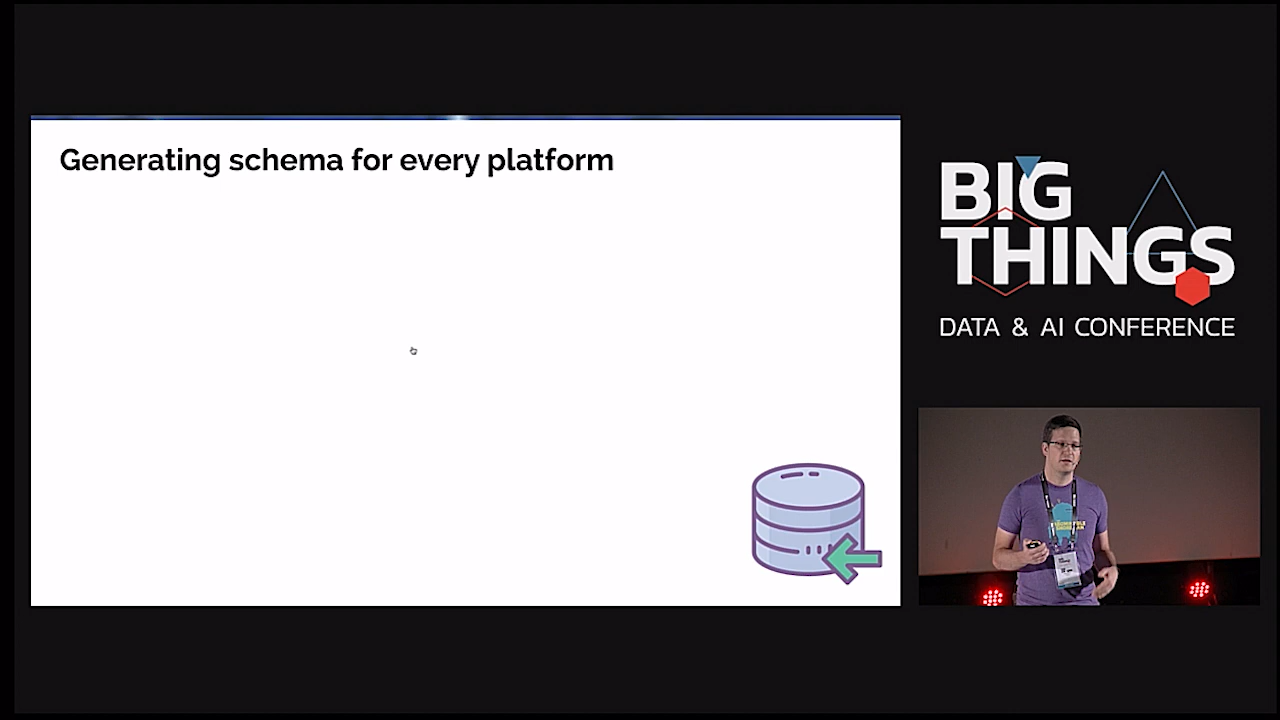 Generating schema for every platform
BIG
THINGS
DATA & AI CONFERENCE